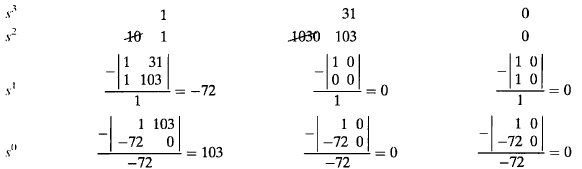 s³ 1 31 0
s² 10 1 1030 103 0
s¹ -|1 31; 1 103| / 1 = -72 -|1 0; 0 0| / 1 = 0 -|1 0; 1 0| / 1 = 0
s⁰ -|1 103; -72 0| / -72 = 103 -|1 0; -72 0| / -72 = 0 -|1 0; -72 0| / -72 = 0